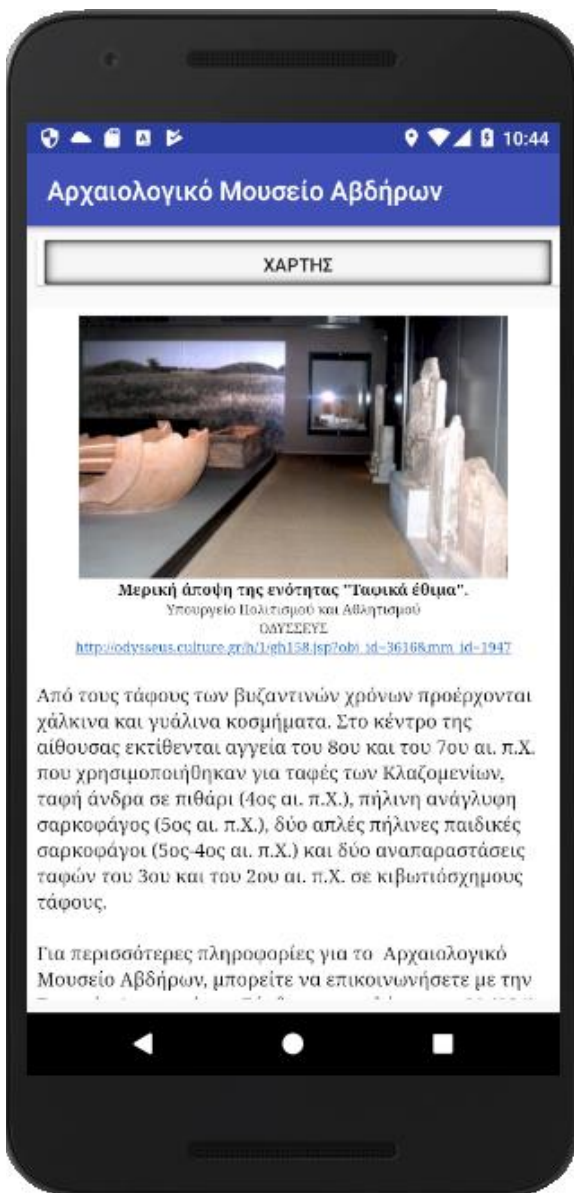 10:44
Αρχαιολογικό Μουσείο Αβδήρων
ΧΑΡΤΗΣ
Μερική άποψη της ενότητας "Ταφικά έθιμα".
Υπουργείο Πολιτισμού και Αθλητισμού
ΟΔΥΣΣΕΥΣ
http://odysseus.culture.gr/h/1/gh158.jsp?obj_id=3616&mm_id=1947
Από τους τάφους των βυζαντινών χρόνων προέρχονται
χάλκινα και γυάλινα κοσμήματα. Στο κέντρο της
αίθουσας εκτίθενται αγγεία του 8ου και του 7ου αι. π.Χ.
που χρησιμοποιήθηκαν για ταφές των Κλαζομενίων,
ταφή άνδρα σε πιθάρι (4ος αι. π.Χ.), πήλινη ανάγλυφη
σαρκοφάγος (5ος αι. π.Χ.), δύο απλές πήλινες παιδικές
σαρκοφάγοι (5ος-4ος αι. π.Χ.) και δύο αναπαραστάσεις
ταφών του 3ου και του 2ου αι. π.Χ. σε κιβωτιόσχημους
τάφους.
Για περισσότερες πληροφορίες για το Αρχαιολογικό
Μουσείο Αβδήρων, μπορείτε να επικοινωνήσετε με την